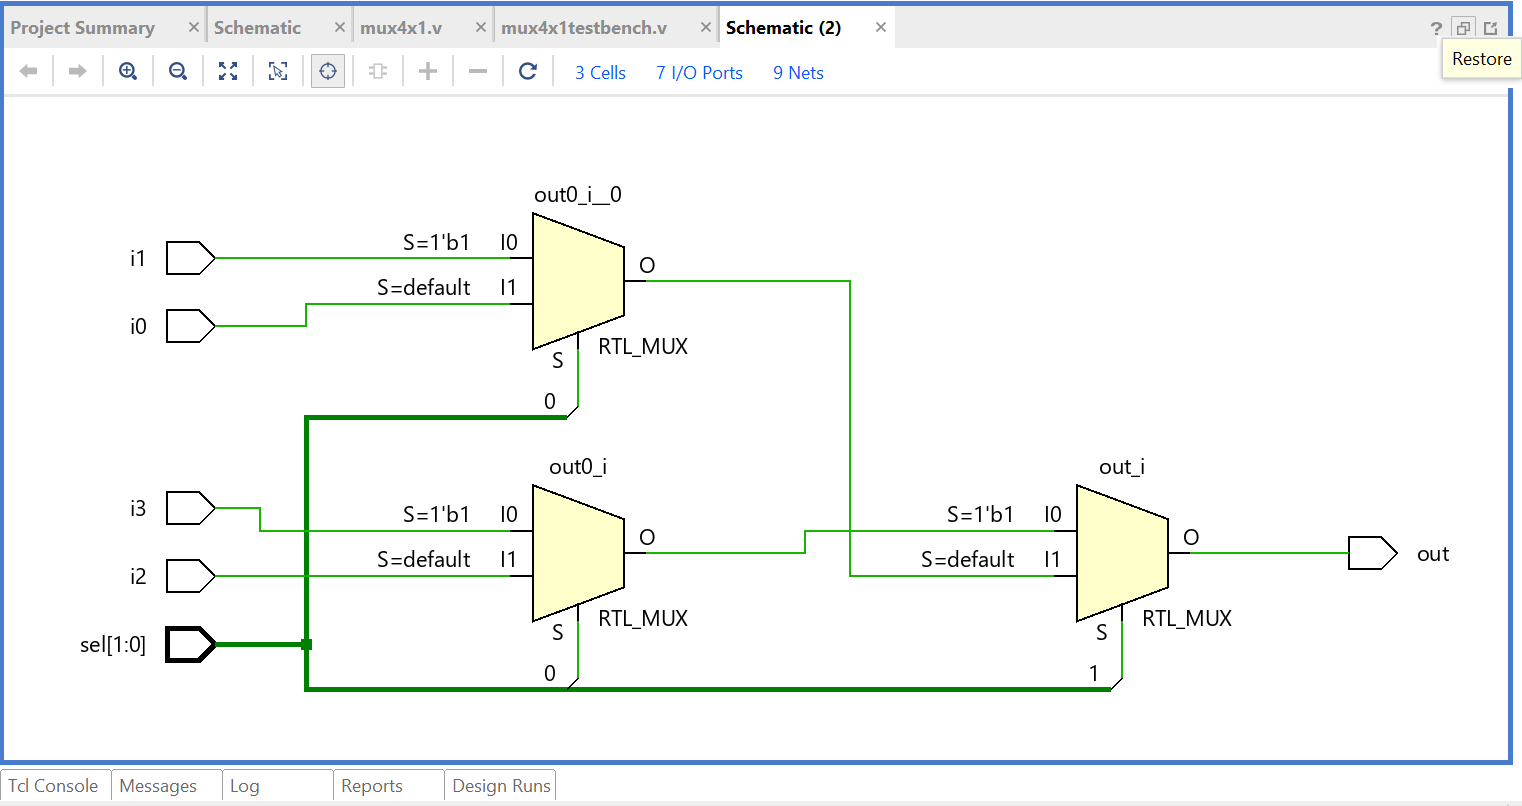 Project Summary × Schematic × mux4x1.v × mux4x1testbench.v × Schematic (2) × ?
Restore
3 Cells 7 I/O Ports 9 Nets
out0_i__0
i1 S=1'b1 I0
O
S=default I1
i0
RTL_MUX
S
0
out0_i out_i
i3 S=1'b1 I0 S=1'b1 I0
O O
out
S=default I1 S=default I1
i2
RTL_MUX RTL_MUX
S S
sel[1:0]
0 1
Tcl Console Messages Log Reports Design Runs